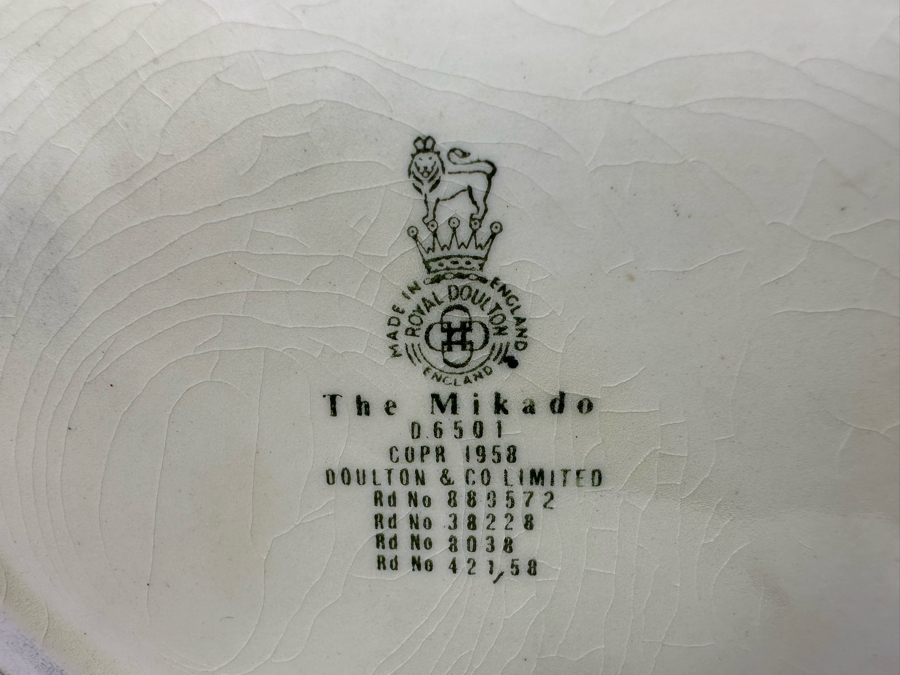 MADE IN ENGLAND
ROYAL DOULTON
ENGLAND
The Mikado
D.6501
COPR 1958
DOULTON & CO LIMITED
Rd No 889572
Rd No 38228
Rd No 8038
Rd No 421/58